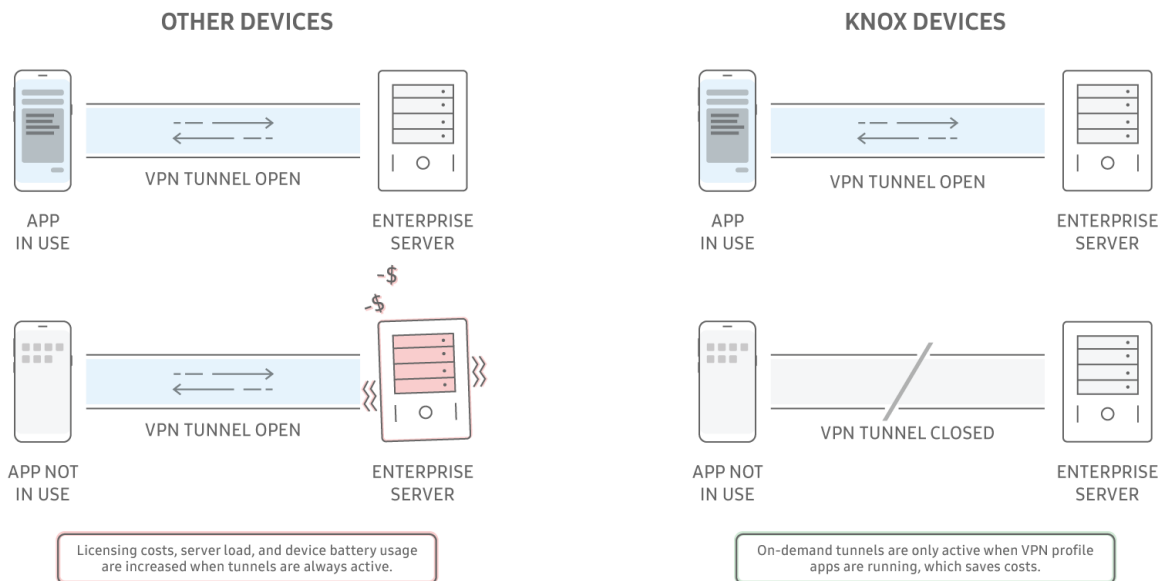 OTHER DEVICES
VPN TUNNEL OPEN
APP
IN USE
ENTERPRISE
SERVER
-$
-$
VPN TUNNEL OPEN
APP NOT
IN USE
ENTERPRISE
SERVER
Licensing costs, server load, and device battery usage
are increased when tunnels are always active.
KNOX DEVICES
VPN TUNNEL OPEN
APP
IN USE
ENTERPRISE
SERVER
VPN TUNNEL CLOSED
APP NOT
IN USE
ENTERPRISE
SERVER
On-demand tunnels are only active when VPN profile
apps are running, which saves costs.